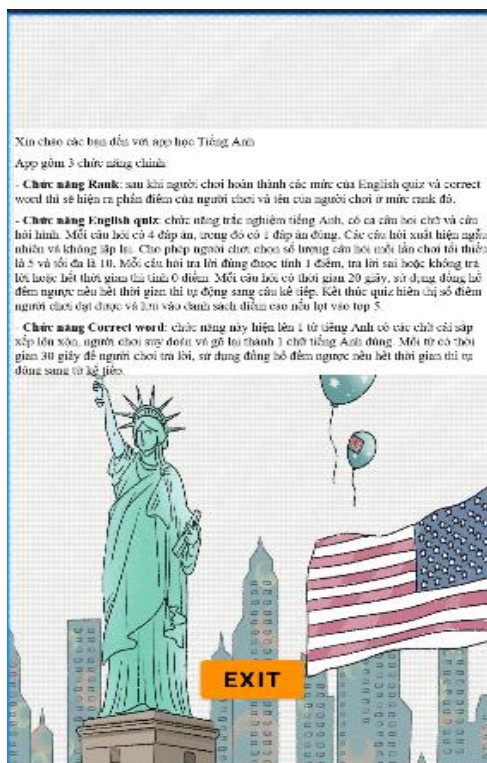 Xin chào các bạn đến với app học Tiếng Anh
App gồm 3 chức năng chính
- Chức năng Rank: sau khi người chơi hoàn thành các mức của English quiz và correct
word thì sẽ hiện ra phần điểm của người chơi và tên của người chơi ở mức rank đó.
- Chức năng English quiz: chức năng trắc nghiệm tiếng Anh, có cả câu hỏi chữ và câu
hỏi hình. Mỗi câu hỏi có 4 đáp án, trong đó có 1 đáp án đúng. Các câu hỏi xuất hiện ngẫu
nhiên và không lặp lại. Cho phép người chơi chọn số lượng câu hỏi mỗi lần chơi tối thiểu
là 5 và tối đa là 10. Mỗi câu hỏi trả lời đúng được tính 1 điểm, trả lời sai hoặc không trả
lời hoặc hết thời gian thì tính 0 điểm. Mỗi câu hỏi có thời gian 20 giây, sử dụng đồng hồ
đếm ngược nếu hết thời gian thì tự động sang câu kế tiếp. Kết thúc quiz hiển thị số điểm
người chơi đạt được và lưu vào danh sách điểm cao nếu lọt vào top 5.
- Chức năng Correct word: chức năng này hiện lên 1 từ tiếng Anh có các chữ cái sắp
xếp lộn xộn, người chơi suy đoán và gõ lại thành 1 chữ tiếng Anh đúng. Mỗi từ có thời
gian 30 giây để người chơi trả lời, sử dụng đồng hồ đếm ngược nếu hết thời gian thì tự
động sang từ kế tiếp.
EXIT